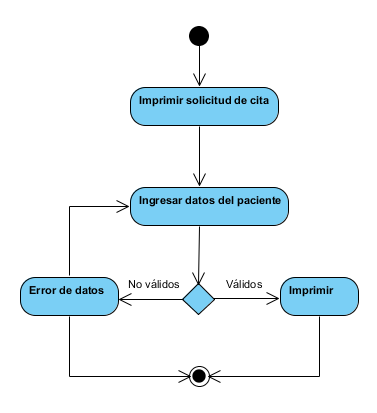 Imprimir solicitud de cita
Ingresar datos del paciente
No válidos
Válidos
Error de datos
Imprimir